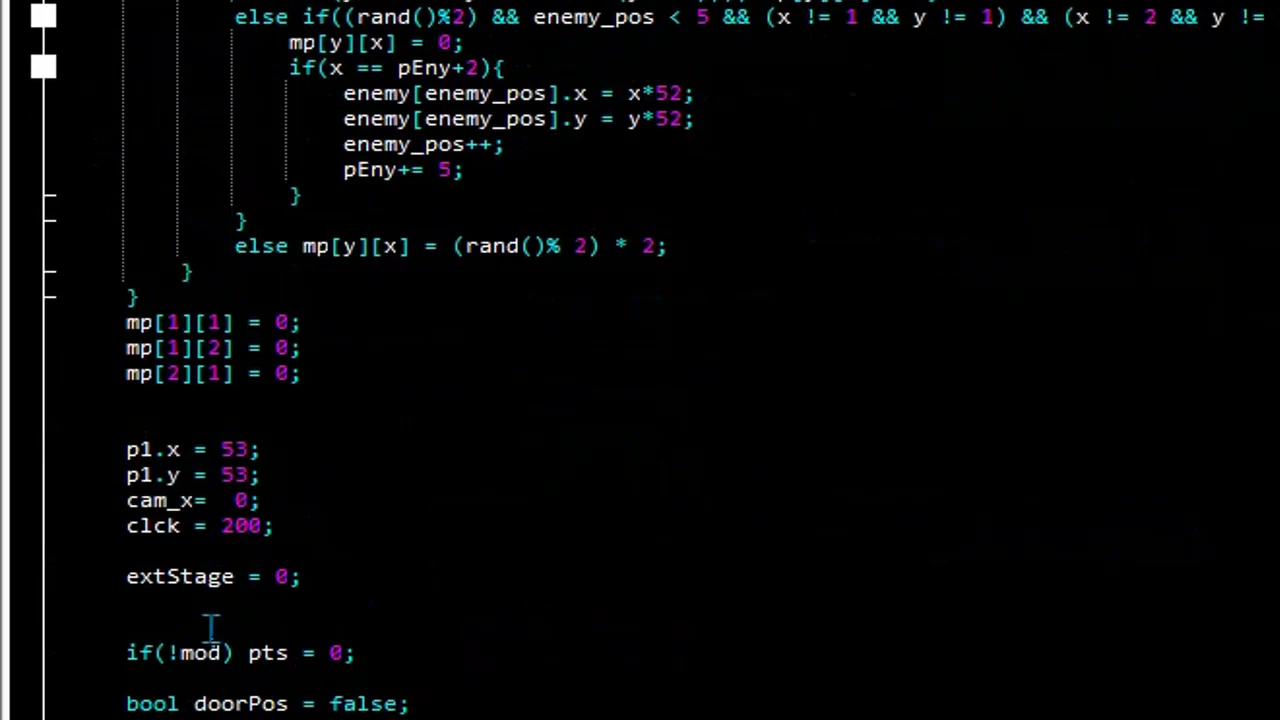 else if((rand()%2) && enemy_pos < 5 && (x != 1 && y != 1) && (x != 2 && y !=
mp[y][x] = 0;
if(x == pEny+2){
enemy[enemy_pos].x = x*52;
enemy[enemy_pos].y = y*52;
enemy_pos++;
pEny+= 5;
}
}
else mp[y][x] = (rand()% 2) * 2;
}
}
mp[1][1] = 0;
mp[1][2] = 0;
mp[2][1] = 0;
p1.x = 53;
p1.y = 53;
cam_x=  0;
clck = 200;
extStage = 0;
if(!mod) pts = 0;
bool doorPos = false;